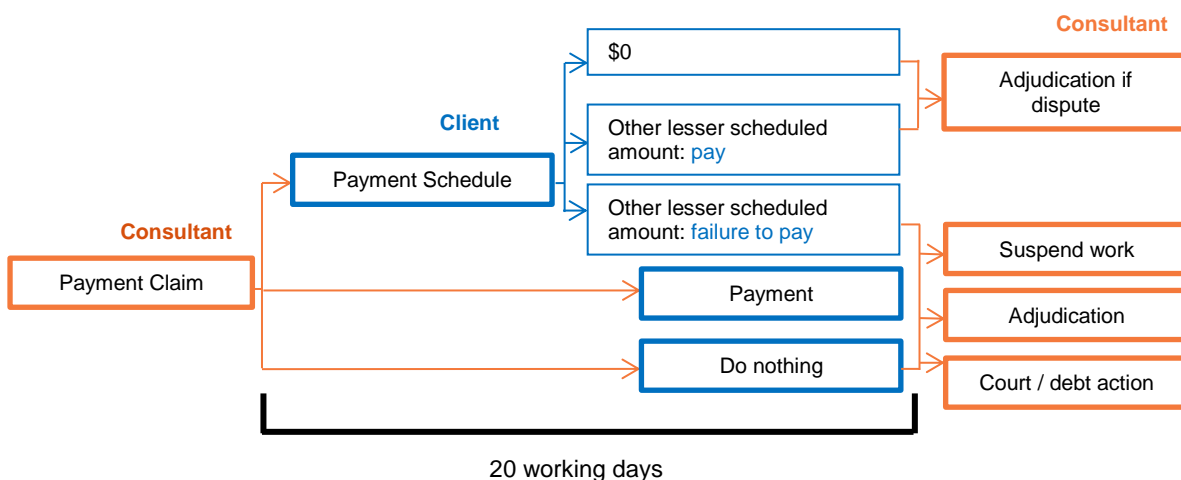 Consultant
$0
Adjudication if
dispute
Client
Other lesser scheduled
amount: pay
Payment Schedule
Other lesser scheduled
amount: failure to pay
Consultant
Suspend work
Payment Claim
Payment
Adjudication
Do nothing
Court / debt action
20 working days